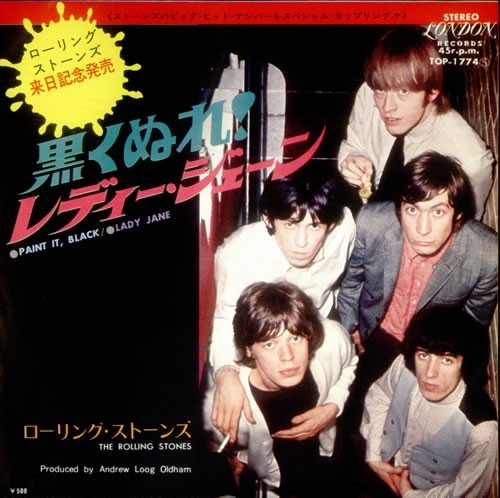 《ストーンズのビッグ・ヒット・ナンバーをスペシャル・カップリング!》
STEREO
LONDON
RECORDS
45r.p.m.
TOP-1774(S)
ローリング
ストーンズ
来日記念発売
黒くぬれ!
レディー・ジェーン
●PAINT IT, BLACK/●LADY JANE
ローリング・ストーンズ
THE ROLLING STONES
Produced by Andrew Loog Oldham
¥500